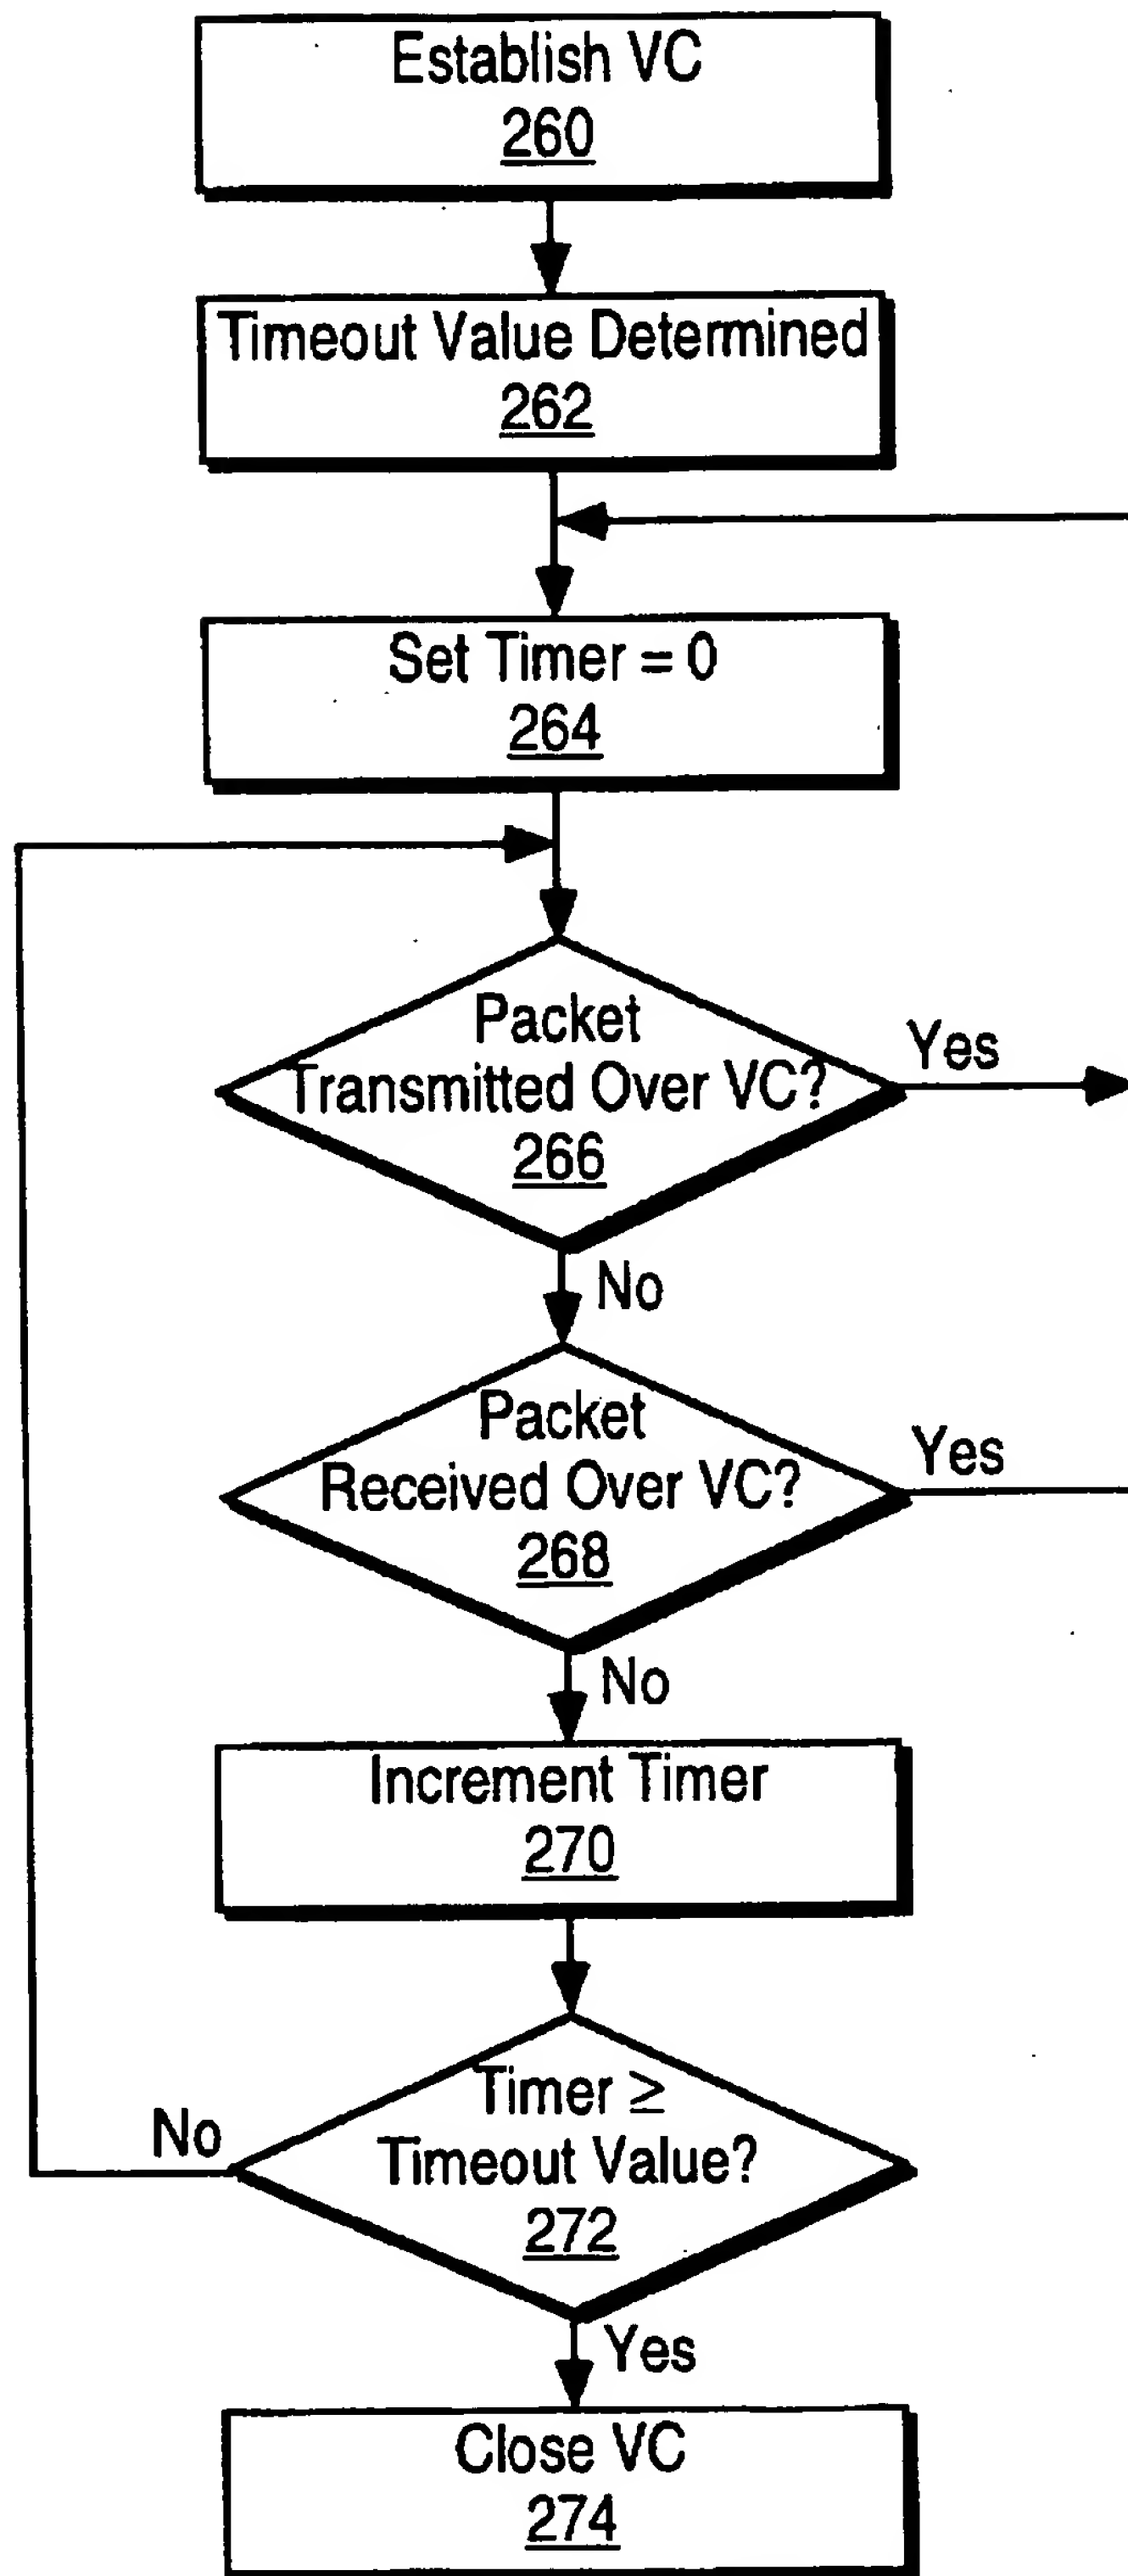 Establish VC
260
Timeout Value Determined
262
Set Timer = 0
264
Packet
Transmitted Over VC?
266
Yes
No
Packet
Received Over VC?
268
Yes
No
Increment Timer
270
Timer ≥
Timeout Value?
272
No
Yes
Close VC
274